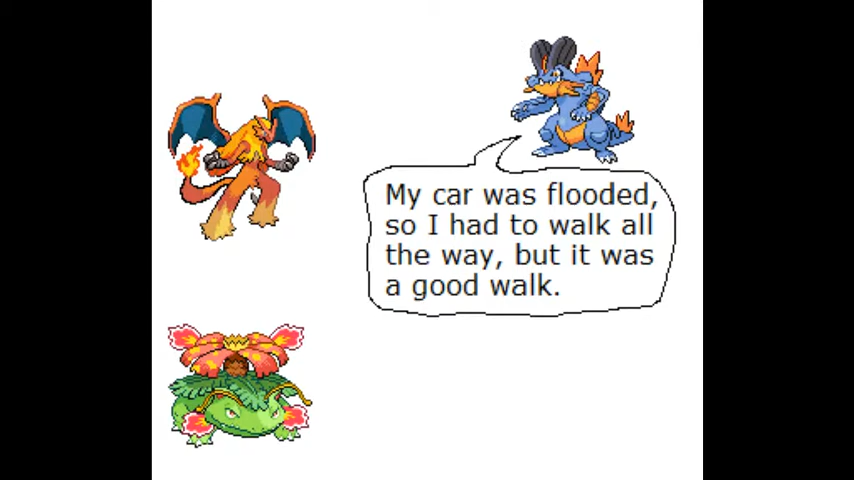 My car was flooded,
so I had to walk all
the way, but it was
a good walk.